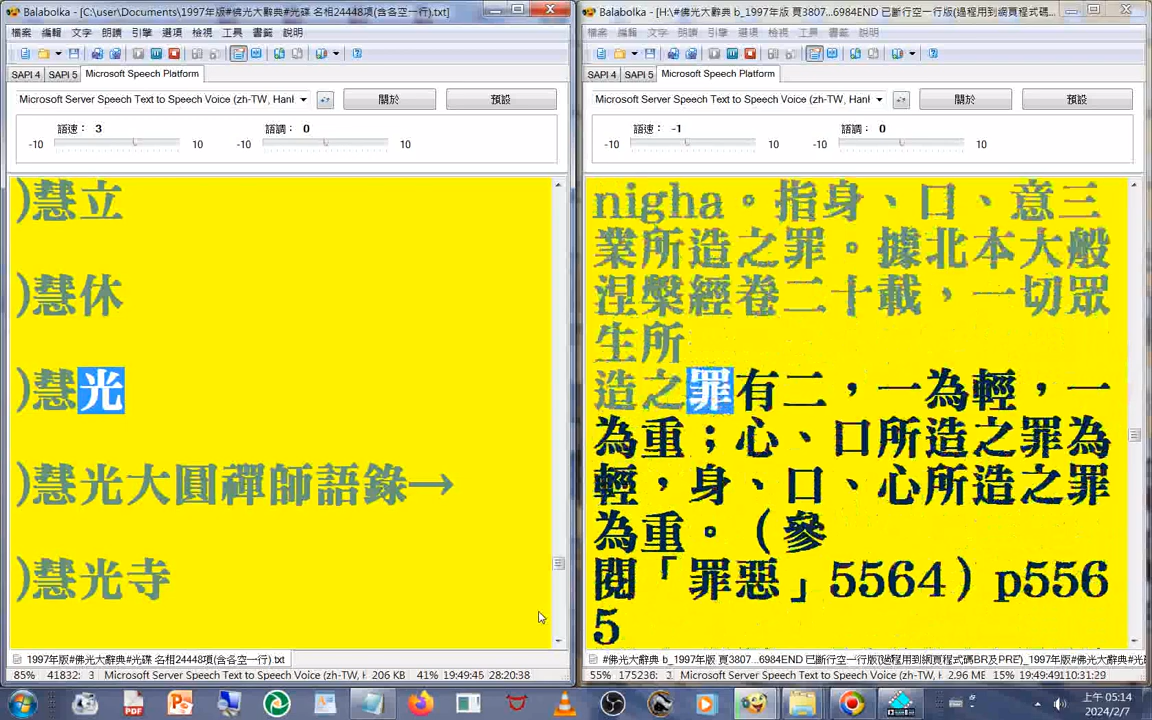 Balabolka - [C:\user\Documents\1997年版#佛光大辭典#光碟 名相24448項(含各空一行).txt]
檔案 編輯 文字 朗讀 引擎 選項 檢視 工具 書籤 說明
SAPI 4 SAPI 5 Microsoft Speech Platform
Microsoft Server Speech Text to Speech Voice (zh-TW, Hanl
關於 預設
語速： 3 語調： 0
-10 10 -10 10
)慧立
)慧休
)慧光
)慧光大圓禪師語錄→
)慧光寺
1997年版#佛光大辭典#光碟 名相24448項(含各空一行).txt
85% 41832: 3 Microsoft Server Speech Text to Speech Voice (zh-TW, H 206 KB 41% 19:49:45 28:20:38
Balabolka - [H:\#佛光大辭典 b_1997年版 頁3807...6984END 已斷行空一行版(過程用到網頁程式碼...
檔案 編輯 文字 朗讀 引擎 選項 檢視 工具 書籤 說明
SAPI 4 SAPI 5 Microsoft Speech Platform
Microsoft Server Speech Text to Speech Voice (zh-TW, Hanl
關於 預設
語速： -1 語調： 0
-10 10 -10 10
nigha。指身、口、意三
業所造之罪。據北本大般
涅槃經卷二十載，一切眾
生所
造之罪有二，一為輕，一
為重；心、口所造之罪為
輕，身、口、心所造之罪
為重。（參
閱「罪惡」5564）p556
5
#佛光大辭典 b_1997年版 頁3807...6984END 已斷行空一行版(過程用到網頁程式碼BR及PRE)_1997年版#光
55% 175236: 3 Microsoft Server Speech Text to Speech Voice (zh-TW, H 2.96 ME 15% 19:49:49 110:31:29
上午 05:14
2024/2/7